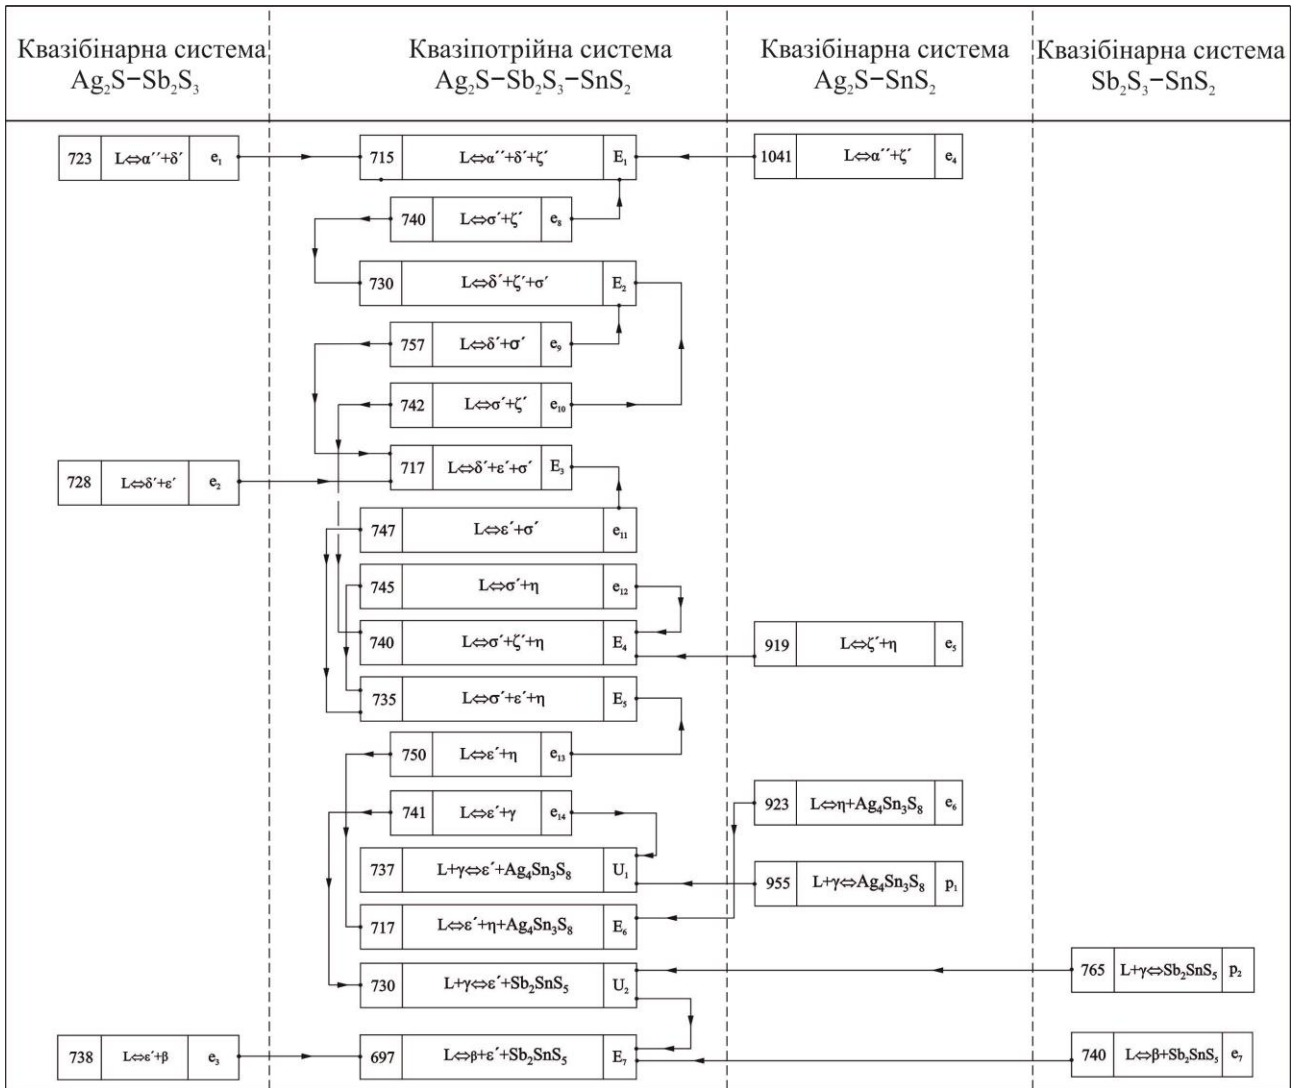 Квазібінарна система
Ag₂S−Sb₂S₃
Квазіпотрійна система
Ag₂S−Sb₂S₃−SnS₂
Квазібінарна система
Ag₂S−SnS₂
Квазібінарна система
Sb₂S₃−SnS₂
723 L⇔α´´+δ´ e₁
715 L⇔α´´+δ´+ζ´ E₁
1041 L⇔α´´+ζ´ e₄
740 L⇔σ´+ζ´ e₈
730 L⇔δ´+ζ´+σ´ E₂
757 L⇔δ´+σ´ e₉
742 L⇔σ´+ζ´ e₁₀
717 L⇔δ´+ε´+σ´ E₃
728 L⇔δ´+ε´ e₂
747 L⇔ε´+σ´ e₁₁
745 L⇔σ´+η e₁₂
740 L⇔σ´+ζ´+η E₄
919 L⇔ζ´+η e₅
735 L⇔σ´+ε´+η E₅
750 L⇔ε´+η e₁₃
741 L⇔ε´+γ e₁₄
923 L⇔η+Ag₄Sn₃S₈ e₆
737 L+γ⇔ε´+Ag₄Sn₃S₈ U₁
955 L+γ⇔Ag₄Sn₃S₈ p₁
717 L⇔ε´+η+Ag₄Sn₃S₈ E₆
730 L+γ⇔ε´+Sb₂SnS₅ U₂
765 L+γ⇔Sb₂SnS₅ p₂
738 L⇔ε´+β e₃
697 L⇔β+ε´+Sb₂SnS₅ E₇
740 L⇔β+Sb₂SnS₅ e₇